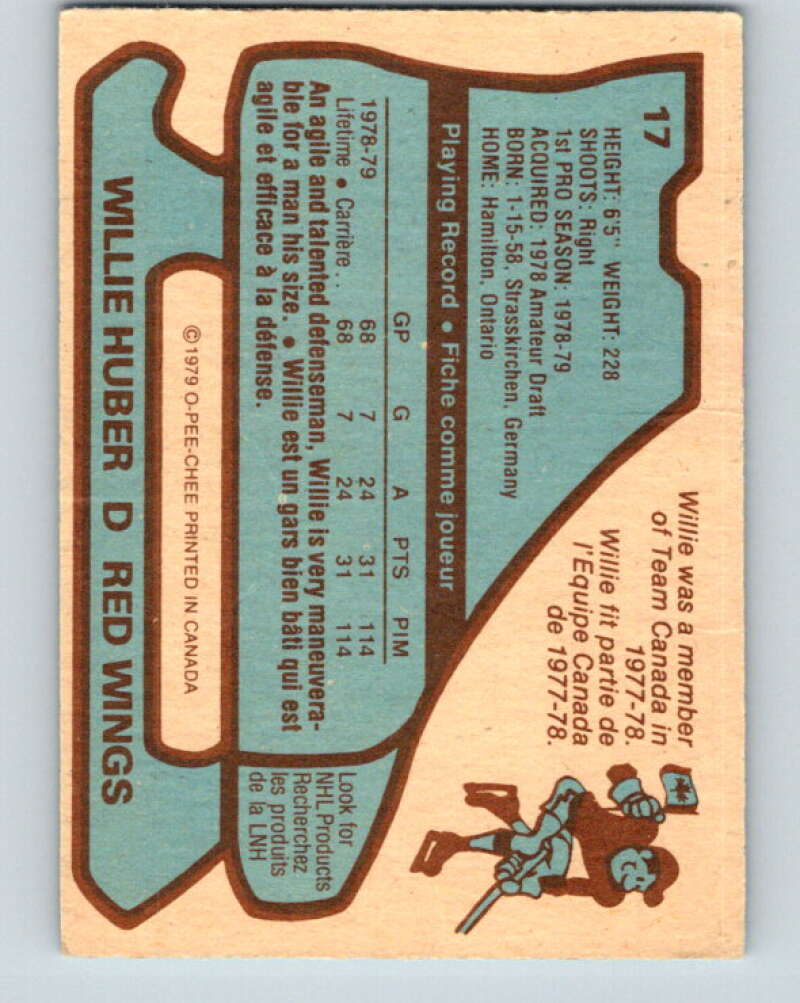 17
HEIGHT: 6'5" WEIGHT: 228
SHOOTS: Right
1st PRO SEASON: 1978-79
ACQUIRED: 1978 Amateur Draft
BORN: 1-15-58, Strasskirchen, Germany
HOME: Hamilton, Ontario
Willie was a member
of Team Canada in
1977-78.
Willie fit partie de
l'Equipe Canada
de 1977-78.
Playing Record • Fiche comme joueur
GP G A PTS PIM
1978-79 68 7 24 31 114
Lifetime • Carrière . . 68 7 24 31 114
An agile and talented defenseman, Willie is very maneuvera-
ble for a man his size. • Willie est un gars bien bâti qui est
agile et efficace à la défense.
Look for
NHL Products
Recherchez
les produits
de la LNH
©1979 O-PEE-CHEE PRINTED IN CANADA
WILLIE HUBER D RED WINGS